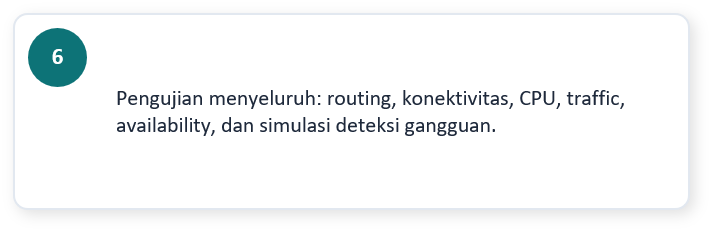 6
Pengujian menyeluruh: routing, konektivitas, CPU, traffic,
availability, dan simulasi deteksi gangguan.